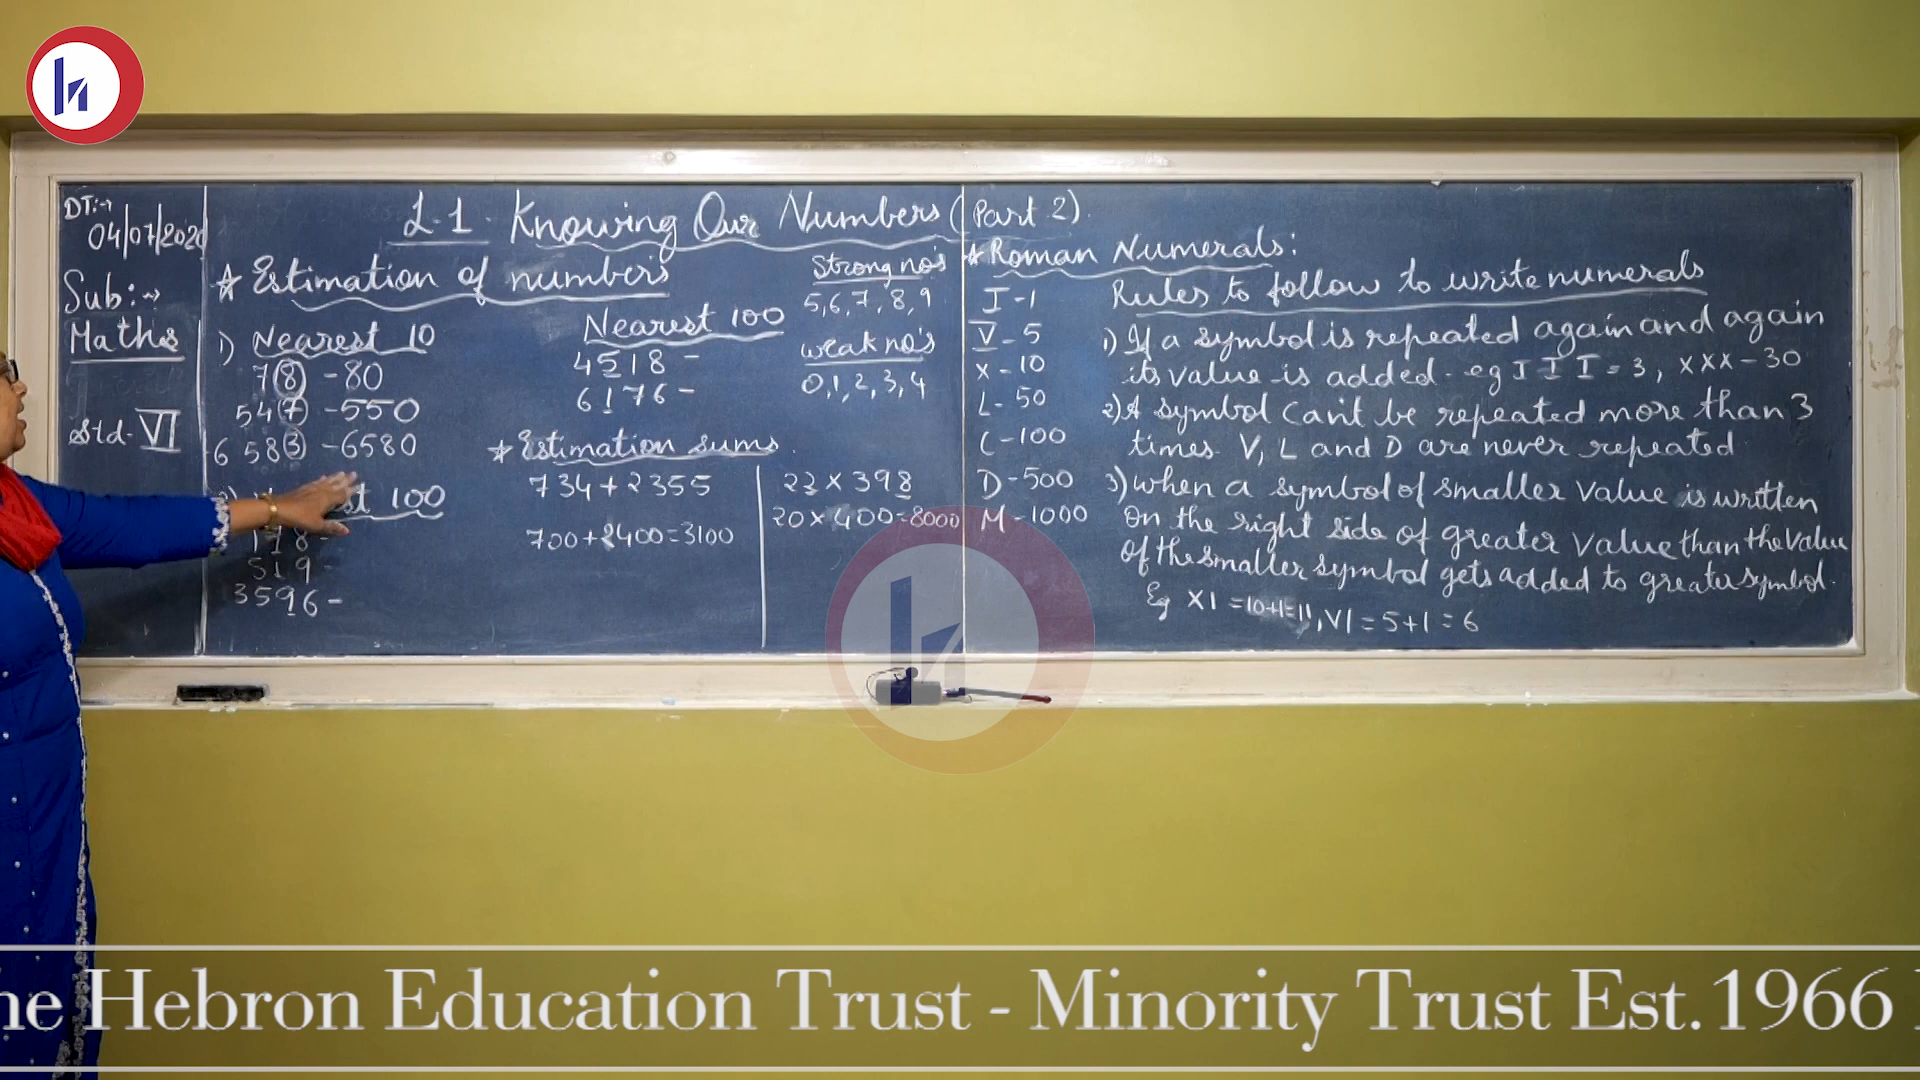 DT:→
04/07/2020
Sub:→
Maths
Std. VI
L-1. Knowing Our Numbers (Part 2).
★ Estimation of numbers
1) Nearest 10
78 - 80
547 - 550
6583 - 6580
2) st 100
178 -
519 -
3596 -
Nearest 100
4518 -
6176 -
Strong no's
5, 6, 7, 8, 9
weak no's
0, 1, 2, 3, 4
★ Estimation sums.
734 + 2355
700 + 2400 = 3100
22 × 398
20 × 400 = 8000
★ Roman Numerals:
I - 1
V - 5
X - 10
L - 50
C - 100
D - 500
M - 1000
Rules to follow to write numerals
1) If a symbol is repeated again and again
its value is added. eg I I I = 3, XXX - 30
2) A symbol can't be repeated more than 3
times. V, L and D are never repeated
3) when a symbol of smaller value is written
on the right side of greater value than the value
of the smaller symbol gets added to greater symbol.
Eg XI = 10+1=11, VI = 5+1 = 6
he Hebron Education Trust - Minority Trust Est.1966